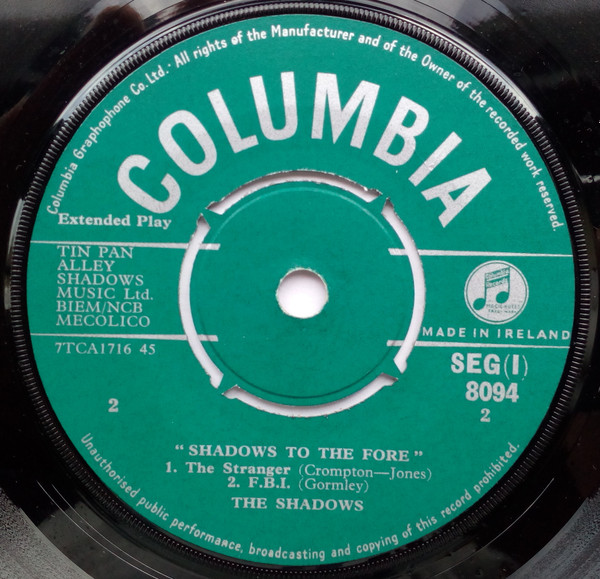 Columbia Graphophone Co. Ltd. · All rights of the Manufacturer and of the Owner of the recorded work reserved.
COLUMBIA
Extended Play
TIN PAN
ALLEY
SHADOWS
MUSIC Ltd.
BIEM/NCB
MECOLICO
MADE IN IRELAND
7TCA1716 45
SEG(I)
8094
2
2
"SHADOWS TO THE FORE"
1. The Stranger (Crompton—Jones)
2. F.B.I. (Gormley)
THE SHADOWS
Unauthorised public performance, broadcasting and copying of this record prohibited.